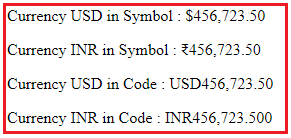 Currency USD in Symbol : $456,723.50
Currency INR in Symbol : ₹456,723.50
Currency USD in Code : USD456,723.50
Currency INR in Code : INR456,723.500